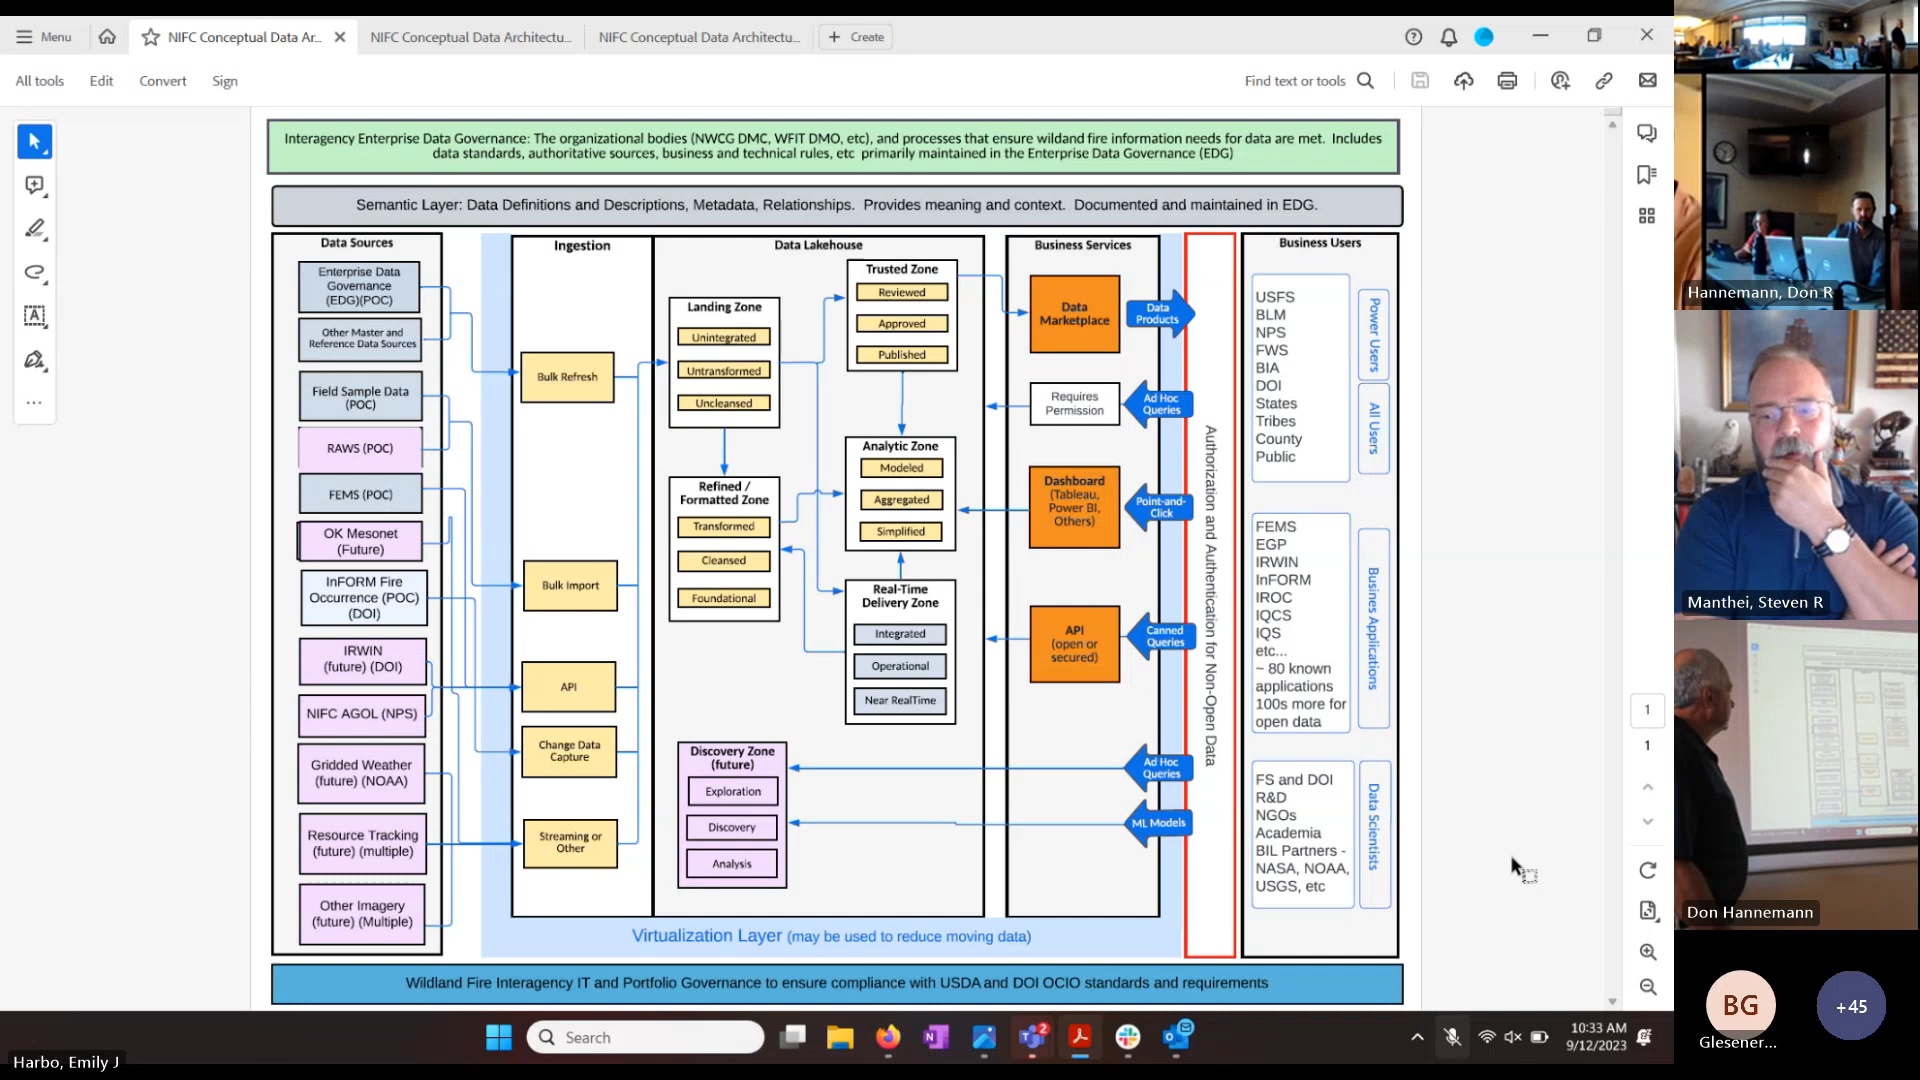 Menu
NIFC Conceptual Data Ar...
NIFC Conceptual Data Architectu...
NIFC Conceptual Data Architectu...
Create
All tools
Edit
Convert
Sign
Find text or tools
Interagency Enterprise Data Governance: The organizational bodies (NWCG DMC, WFIT DMO, etc), and processes that ensure wildand fire information needs for data are met. Includes
data standards, authoritative sources, business and technical rules, etc primarily maintained in the Enterprise Data Governance (EDG)
Semantic Layer: Data Definitions and Descriptions, Metadata, Relationships. Provides meaning and context. Documented and maintained in EDG.
Data Sources
Enterprise Data
Governance
(EDG)(POC)
Other Master and
Reference Data Sources
Field Sample Data
(POC)
RAWS (POC)
FEMS (POC)
OK Mesonet
(Future)
InFORM Fire
Occurrence (POC)
(DOI)
IRWIN
(future) (DOI)
NIFC AGOL (NPS)
Gridded Weather
(future) (NOAA)
Resource Tracking
(future) (multiple)
Other Imagery
(future) (Multiple)
Ingestion
Bulk Refresh
Bulk Import
API
Change Data
Capture
Streaming or
Other
Data Lakehouse
Landing Zone
Unintegrated
Untransformed
Uncleansed
Refined /
Formatted Zone
Transformed
Cleansed
Foundational
Trusted Zone
Reviewed
Approved
Published
Analytic Zone
Modeled
Aggregated
Simplified
Real-Time
Delivery Zone
Integrated
Operational
Near RealTime
Discovery Zone
(future)
Exploration
Discovery
Analysis
Business Services
Data
Marketplace
Requires
Permission
Dashboard
(Tableau,
Power BI,
Others)
API
(open or
secured)
Data
Products
Ad Hoc
Queries
Point-and-
Click
Canned
Queries
Ad Hoc
Queries
ML Models
Authorization and Authentication for Non-Open Data
Business Users
USFS
BLM
NPS
FWS
BIA
DOI
States
Tribes
County
Public
Power Users
All Users
FEMS
EGP
IRWIN
InFORM
IROC
IQCS
IQS
etc...
~ 80 known
applications
100s more for
open data
Busines Applications
FS and DOI
R&D
NGOs
Academia
BIL Partners -
NASA, NOAA,
USGS, etc
Data Scientists
Virtualization Layer (may be used to reduce moving data)
Wildland Fire Interagency IT and Portfolio Governance to ensure compliance with USDA and DOI OCIO standards and requirements
1
1
Hannemann, Don R
Manthei, Steven R
Don Hannemann
BG
Glesener...
+45
Search
2
10:33 AM
9/12/2023
Harbo, Emily J